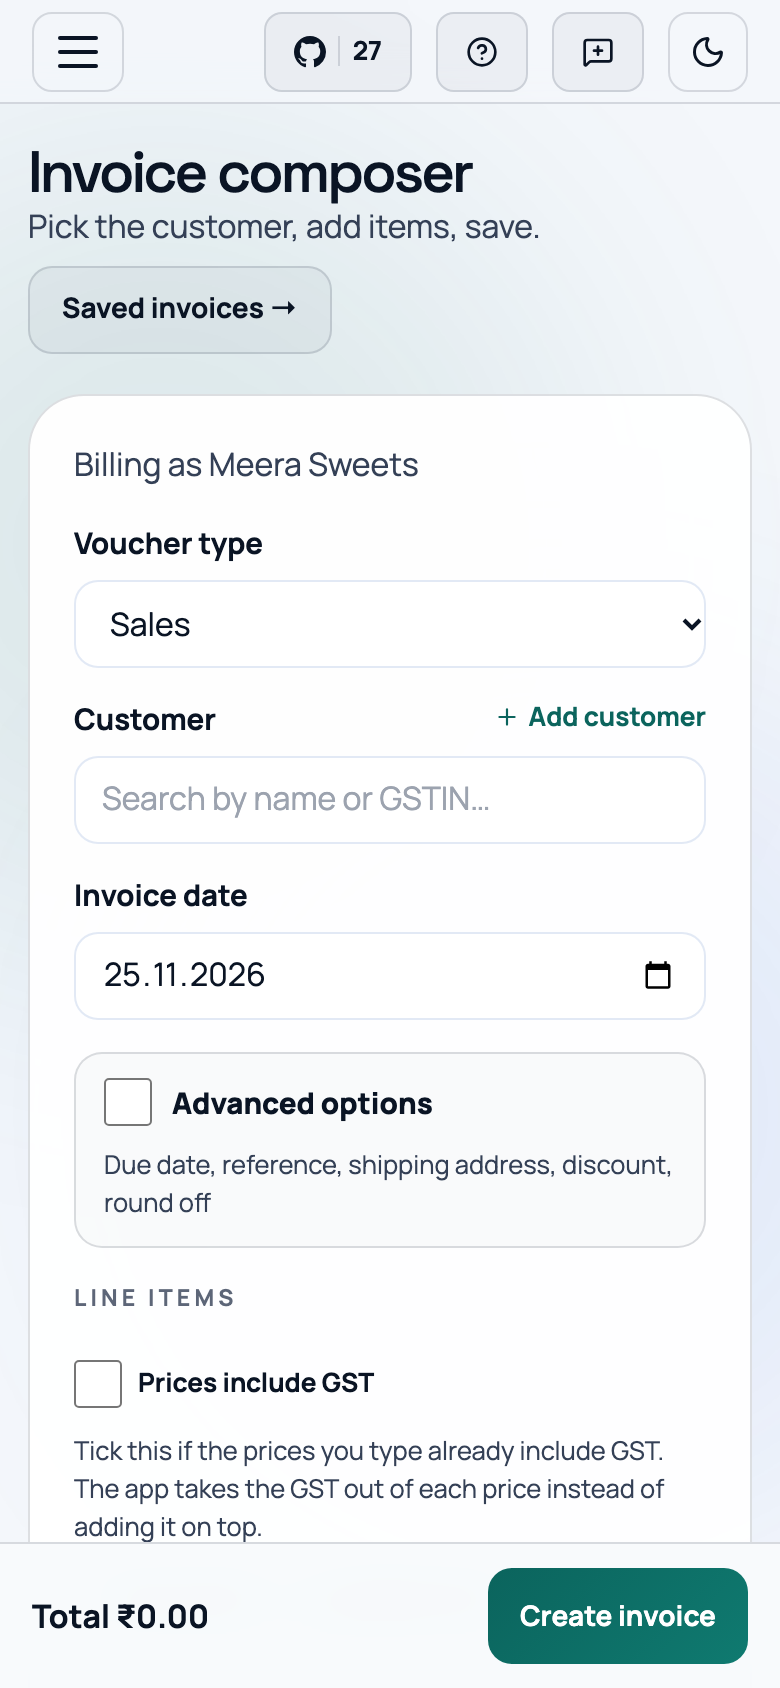 27
Invoice composer
Pick the customer, add items, save.
Saved invoices →
Billing as Meera Sweets
Voucher type
Sales
Customer
+ Add customer
Search by name or GSTIN...
Invoice date
25.11.2026
Advanced options
Due date, reference, shipping address, discount,
round off
LINE ITEMS
Prices include GST
Tick this if the prices you type already include GST.
The app takes the GST out of each price instead of
adding it on top.
Total ₹0.00
Create invoice